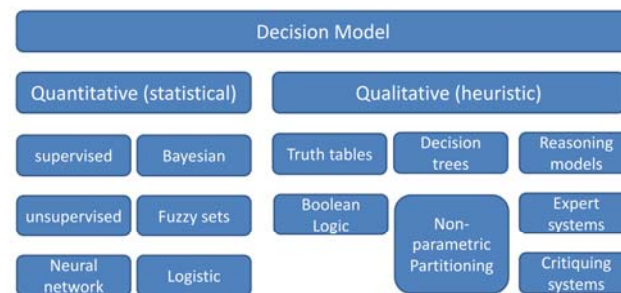 Decision Model
Quantitative (statistical)
Qualitative (heuristic)
supervised
Bayesian
Truth tables
Decision
trees
Reasoning
models
unsupervised
Fuzzy sets
Boolean
Logic
Non-
parametric
Partitioning
Expert
systems
Neural
network
Logistic
Critiquing
systems